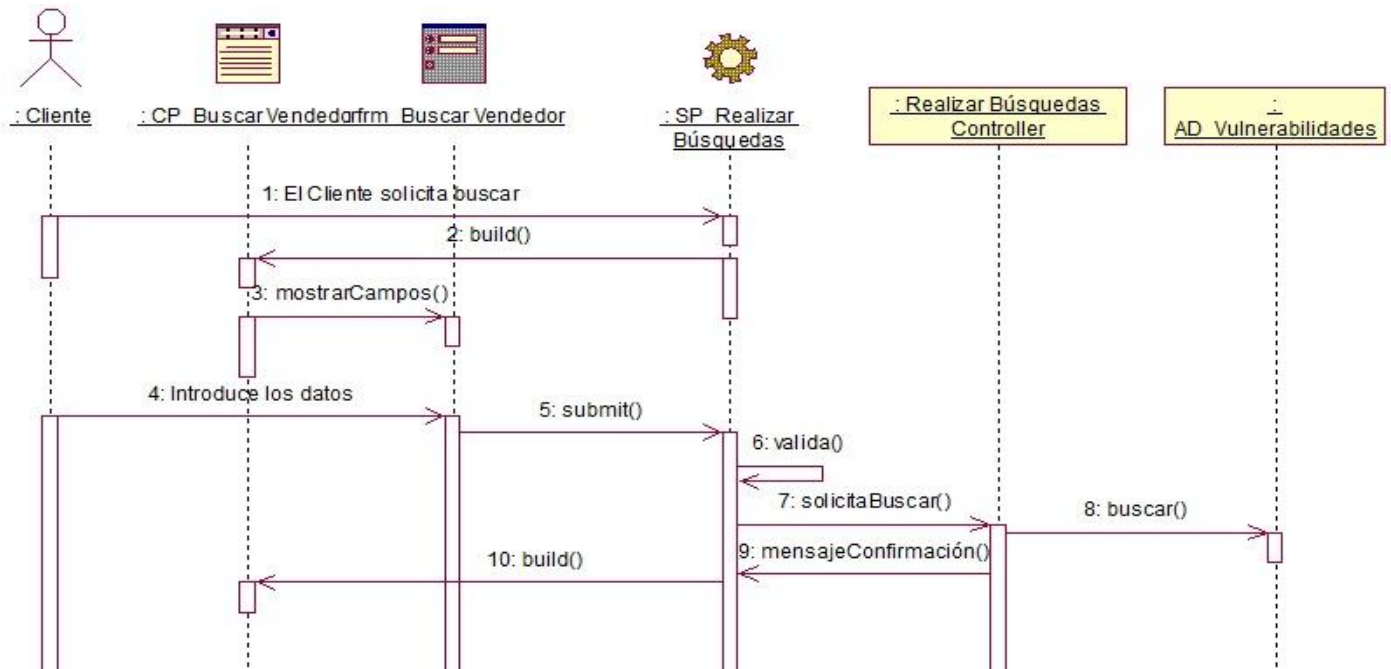 : Cliente
: CP_BuscarVendedor
frm_BuscarVendedor
: SP_Realizar
Búsquedas
: Realizar Búsquedas
Controller
:
AD_Vulnerabilidades
1: El Cliente solicita buscar
2: build()
3: mostrarCampos()
4: Introduce los datos
5: submit()
6: valida()
7: solicitaBuscar()
8: buscar()
9: mensajeConfirmación()
10: build()